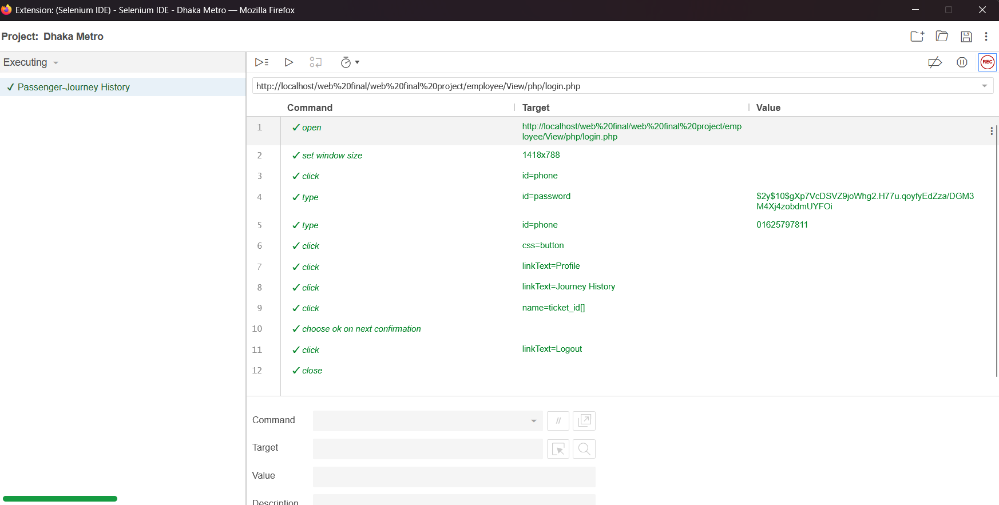 Extension: (Selenium IDE) - Selenium IDE - Dhaka Metro — Mozilla Firefox
Project: Dhaka Metro
Executing
✓ Passenger-Journey History
REC
http://localhost/web%20final/web%20final%20project/employee/View/php/login.php
Command Target Value
1 ✓ open http://localhost/web%20final/web%20final%20project/emp
loyee/View/php/login.php
2 ✓ set window size 1418x788
3 ✓ click id=phone
4 ✓ type id=password $2y$10$gXp7VcDSVZ9joWhg2.H77u.qoyfyEdZza/DGM3
M4Xj4zobdmUYFOi
5 ✓ type id=phone 01625797811
6 ✓ click css=button
7 ✓ click linkText=Profile
8 ✓ click linkText=Journey History
9 ✓ click name=ticket_id[]
10 ✓ choose ok on next confirmation
11 ✓ click linkText=Logout
12 ✓ close
Command //
Target
Value
Description